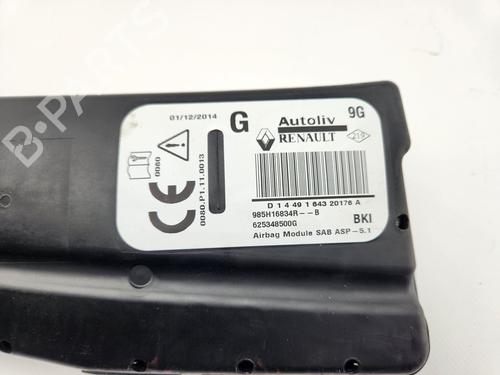 B-PARTS
01/12/2014
G
Autoliv
9G
RENAULT
219
0080
0080.P1.11.0013
CE
D 1 4 49 1 643 20176 A
985H16834R--B
625348500G
BKI
Airbag Module SAB ASP-5.1